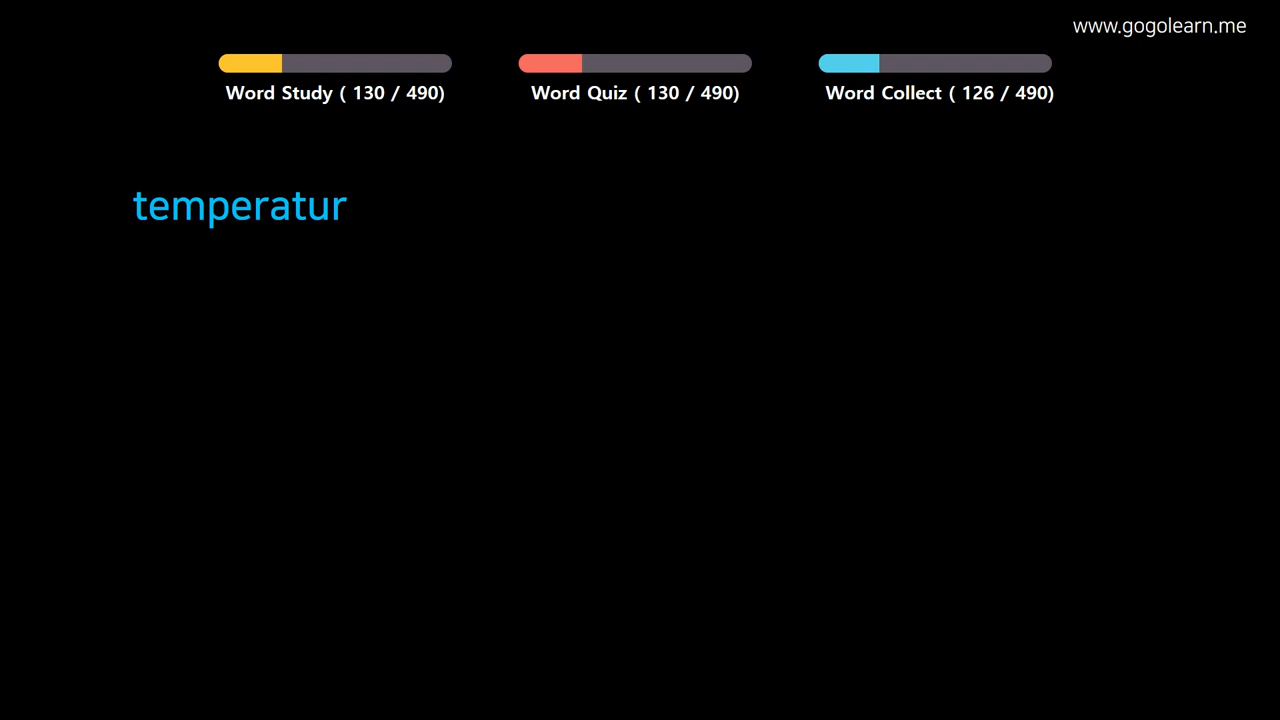 www.gogolearn.me
Word Study ( 130 / 490)
Word Quiz ( 130 / 490)
Word Collect ( 126 / 490)
temperatur